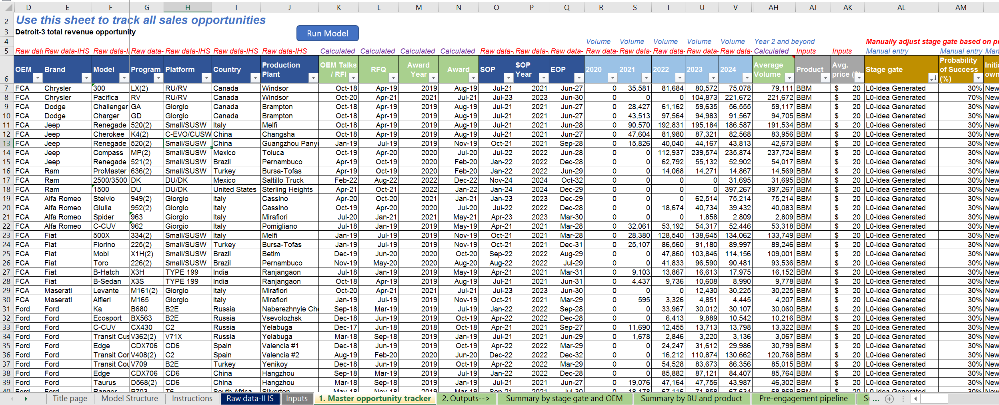 D E F G H I J K L M N O P Q R S T U V AH AJ AK AL AM
2 Use this sheet to track all sales opportunities
3 Detroit-3 total revenue opportunity
Run Model
4 Volume Volume Volume Volume Volume Year 2 and beyond Manually adjust stage gate based on
5 Raw Raw data-IHS Raw Raw data- Raw data-IHS Raw data-IHS Raw data-IHS Calculated Calculated Calculated Calculated Raw data- Raw data- Raw data- Raw data- Raw data- Raw data- Raw data- Raw data- Calculated Inputs Inputs Manual entry Manual entry
6 OEM Brand Model Program Platform Country Production Plant OEM Talks / RFI RFQ Award Year Award SOP SOP Year EOP 2020 2021 2022 2023 2024 Average Volume Product Avg. price Stage gate Probability of Success (%)
7 FCA Chrysler 300 LX(2) RU/RV Canada Windsor Oct-18 Apr-19 2019 Aug-19 Jul-21 2021 Jun-27 0 35,581 81,684 80,572 75,078 79,111 BBM $ 20 L0-Idea Generated 30% New
8 FCA Chrysler Pacifica RV RU/RV Canada Windsor Oct-20 Apr-21 2021 Jul-21 Jul-23 2023 Jun-30 0 0 0 104,873 221,672 221,672 BBM $ 20 L0-Idea Generated 70% New
9 FCA Dodge Challenger GA Giorgio Canada Brampton Oct-18 Apr-19 2019 Aug-19 Jul-21 2021 Jun-27 0 28,427 61,162 59,635 56,555 59,117 BBM $ 20 L0-Idea Generated 30% New
10 FCA Dodge Charger GD Giorgio Canada Brampton Oct-18 Apr-19 2019 Aug-19 Jul-21 2021 Jun-27 0 43,513 97,564 94,983 91,567 94,705 BBM $ 20 L0-Idea Generated 30% New
11 FCA Jeep Renegade 520(2) Small/SUSW Italy Melfi Oct-18 Apr-19 2019 Aug-19 Jul-21 2021 Jun-28 0 90,570 192,831 195,184 186,587 191,534 BBM $ 20 L0-Idea Generated 30% New
12 FCA Jeep Cherokee K4(2) C-EVO/CUSW China Changsha Oct-18 Apr-19 2019 Aug-19 Jul-21 2021 Jun-27 0 47,604 81,980 87,321 82,568 83,956 BBM $ 20 L0-Idea Generated 30% New
13 FCA Jeep Renegade 520(2) Small/SUSW China Guangzhou Jan-19 Jul-19 2019 Nov-19 Oct-21 2021 Sep-28 0 15,826 40,040 44,167 43,813 42,673 BBM $ 20 L0-Idea Generated 30% New
14 FCA Jeep Compass MP(2) Small/SUSW Mexico Toluca Oct-19 Apr-20 2020 Jul-20 Jul-22 2022 Jun-28 0 0 112,937 239,574 235,874 237,724 BBM $ 20 L0-Idea Generated 30% New
15 FCA Jeep Renegade 521(2) Small/SUSW Brazil Pernambuco Apr-19 Oct-19 2020 Feb-20 Jan-22 2022 Dec-28 0 0 62,792 55,132 52,902 54,017 BBM $ 20 L0-Idea Generated 30% New
16 FCA Ram ProMaster 636(2) Small/SUSW Turkey Bursa-Tofas Apr-19 Oct-19 2020 Feb-20 Jan-22 2022 Jun-29 0 0 14,068 14,271 14,867 14,569 BBM $ 20 L0-Idea Generated 30% New
17 FCA Ram 2500/3500 DK DU/DK Mexico Saltillo Truck Feb-22 Aug-22 2022 Dec-22 Nov-24 2024 Oct-32 0 0 0 0 31,695 31,695 BBM $ 20 L0-Idea Generated 30% New
18 FCA Ram 1500 DU DU/DK United States Sterling Heights Apr-21 Oct-21 2022 Jan-22 Jan-24 2024 Dec-29 0 0 0 0 397,267 397,267 BBM $ 20 L0-Idea Generated 30% New
19 FCA Alfa Romeo Stelvio 949(2) Giorgio Italy Cassino Apr-20 Oct-20 2021 Jan-21 Jan-23 2023 Dec-29 0 0 0 62,514 75,214 75,214 BBM $ 20 L0-Idea Generated 30% New
20 FCA Alfa Romeo Giulia 952(2) Giorgio Italy Cassino Oct-19 Apr-20 2020 Jul-20 Jul-22 2022 Dec-28 0 0 18,674 40,734 39,432 40,083 BBM $ 20 L0-Idea Generated 30% New
21 FCA Alfa Romeo Spider 963 Giorgio Italy Mirafiori Jul-20 Jan-21 2021 May-21 Apr-23 2023 Mar-30 0 0 0 1,858 2,809 2,809 BBM $ 20 L0-Idea Generated 30% New
22 FCA Alfa Romeo C-CUV 962 Giorgio Italy Pomigliano Jul-18 Jan-19 2019 May-19 Apr-21 2021 Mar-28 0 32,061 53,192 54,317 52,446 53,318 BBM $ 20 L0-Idea Generated 30% New
23 FCA Fiat 500X 334(2) Small/SUSW Italy Melfi Jan-19 Jul-19 2019 Nov-19 Oct-21 2021 Mar-28 0 28,380 128,540 138,645 134,062 133,749 BBM $ 20 L0-Idea Generated 30% New
24 FCA Fiat Fiorino 225(2) Small/SUSW Turkey Bursa-Tofas Jan-19 Jul-19 2019 Nov-19 Oct-21 2021 Dec-31 0 25,107 86,560 91,180 89,997 89,246 BBM $ 20 L0-Idea Generated 30% New
25 FCA Fiat Mobi X1H(2) Small/SUSW Brazil Betim Dec-19 Jun-20 2020 Oct-20 Sep-22 2022 Aug-29 0 0 47,860 103,846 114,156 109,001 BBM $ 20 L0-Idea Generated 30% New
26 FCA Fiat Toro 226(2) Small/SUSW Brazil Pernambuco Nov-19 May-20 2020 Aug-20 Aug-22 2022 Jul-29 0 0 41,833 96,590 90,481 93,536 BBM $ 20 L0-Idea Generated 30% New
27 FCA Fiat B-Hatch X3H TYPE 199 India Ranjangaon Jul-18 Jan-19 2019 May-19 Apr-21 2021 Mar-31 0 9,103 13,867 16,613 17,975 16,152 BBM $ 20 L0-Idea Generated 30% New
28 FCA Fiat B-Sedan X3S TYPE 199 India Ranjangaon Oct-18 Apr-19 2019 Aug-19 Jul-21 2021 Jun-31 0 4,437 9,736 10,608 8,990 9,778 BBM $ 20 L0-Idea Generated 30% New
29 FCA Maserati Levante M161(2) Giorgio Italy Mirafiori Oct-20 Apr-21 2021 Jul-21 Jul-23 2023 Jun-30 0 0 0 12,430 30,225 30,225 BBM $ 20 L0-Idea Generated 30% New
30 FCA Maserati Alfieri M165 Giorgio Italy Mirafiori Jan-19 Jul-19 2019 Nov-19 Oct-21 2021 Mar-29 0 595 3,326 4,851 4,445 4,207 BBM $ 20 L0-Idea Generated 30% New
31 Ford Ford Ka B680 B2E Russia Naberezhnyie Sep-18 Mar-19 2019 Jul-19 Jan-22 2022 Sep-28 0 0 33,967 30,012 30,107 30,060 BBM $ 20 L0-Idea Generated 30% New
32 Ford Ford Ecosport BX563 B2E Russia Vsevolozhsk Dec-18 Jun-19 2019 Oct-19 Apr-22 2022 Dec-28 0 0 6,413 9,889 10,542 10,216 BBM $ 20 L0-Idea Generated 30% New
33 Ford Ford C-CUV CX430 C2 Russia Yelabuga Dec-17 Jun-18 2018 Oct-18 Apr-21 2021 Sep-27 0 11,690 12,455 13,713 13,798 13,322 BBM $ 20 L0-Idea Generated 30% New
34 Ford Ford Transit Cus V362(2) V71X Russia Yelabuga Mar-18 Sep-18 2019 Jan-19 Jul-21 2021 Jun-29 0 1,678 2,846 3,220 3,136 3,067 BBM $ 20 L0-Idea Generated 30% New
35 Ford Ford Edge CDX706 CD6 Spain Valencia #1 Dec-18 Jun-19 2019 Oct-19 Apr-22 2022 Mar-29 0 0 24,247 31,612 29,986 30,799 BBM $ 20 L0-Idea Generated 30% New
36 Ford Ford Transit Cor V408(2) C2 Spain Valencia #2 Aug-19 Feb-20 2020 Jun-20 Dec-22 2022 Dec-32 0 0 16,212 110,874 130,662 120,768 BBM $ 20 L0-Idea Generated 30% New
37 Ford Ford Transit Cou V709 B2E Turkey Yenikoy Dec-18 Jun-19 2019 Oct-19 Apr-22 2022 Mar-29 0 0 54,528 83,673 86,356 85,015 BBM $ 20 L0-Idea Generated 30% New
38 Ford Ford Edge CDX706 CD6 China Hangzhou Sep-18 Mar-19 2019 Jul-19 Jan-22 2022 Dec-28 0 0 85,882 87,121 84,407 85,764 BBM $ 20 L0-Idea Generated 30% New
39 Ford Ford Taurus D568(2) CD6 China Hangzhou Mar-18 Sep-18 2019 Jan-19 Jul-21 2021 Jun-27 0 19,076 47,164 47,756 43,987 46,302 BBM $ 20 L0-Idea Generated 30% New
40 Ford Ford Ranger P703 T6 South Africa Silverton May-18 Nov-18 2019 Mar-19 Sep-21 2021 Jul-30 0 18,178 67,116 71,858 67,634 68,869 BBM $ 20 L0-Idea Generated 30% New
Title page Model Structure Instructions Raw data-IHS Inputs 1. Master opportunity tracker 2. Outputs--> Summary by stage gate and OEM Summary by BU and product Pre-engagement pipeline ...